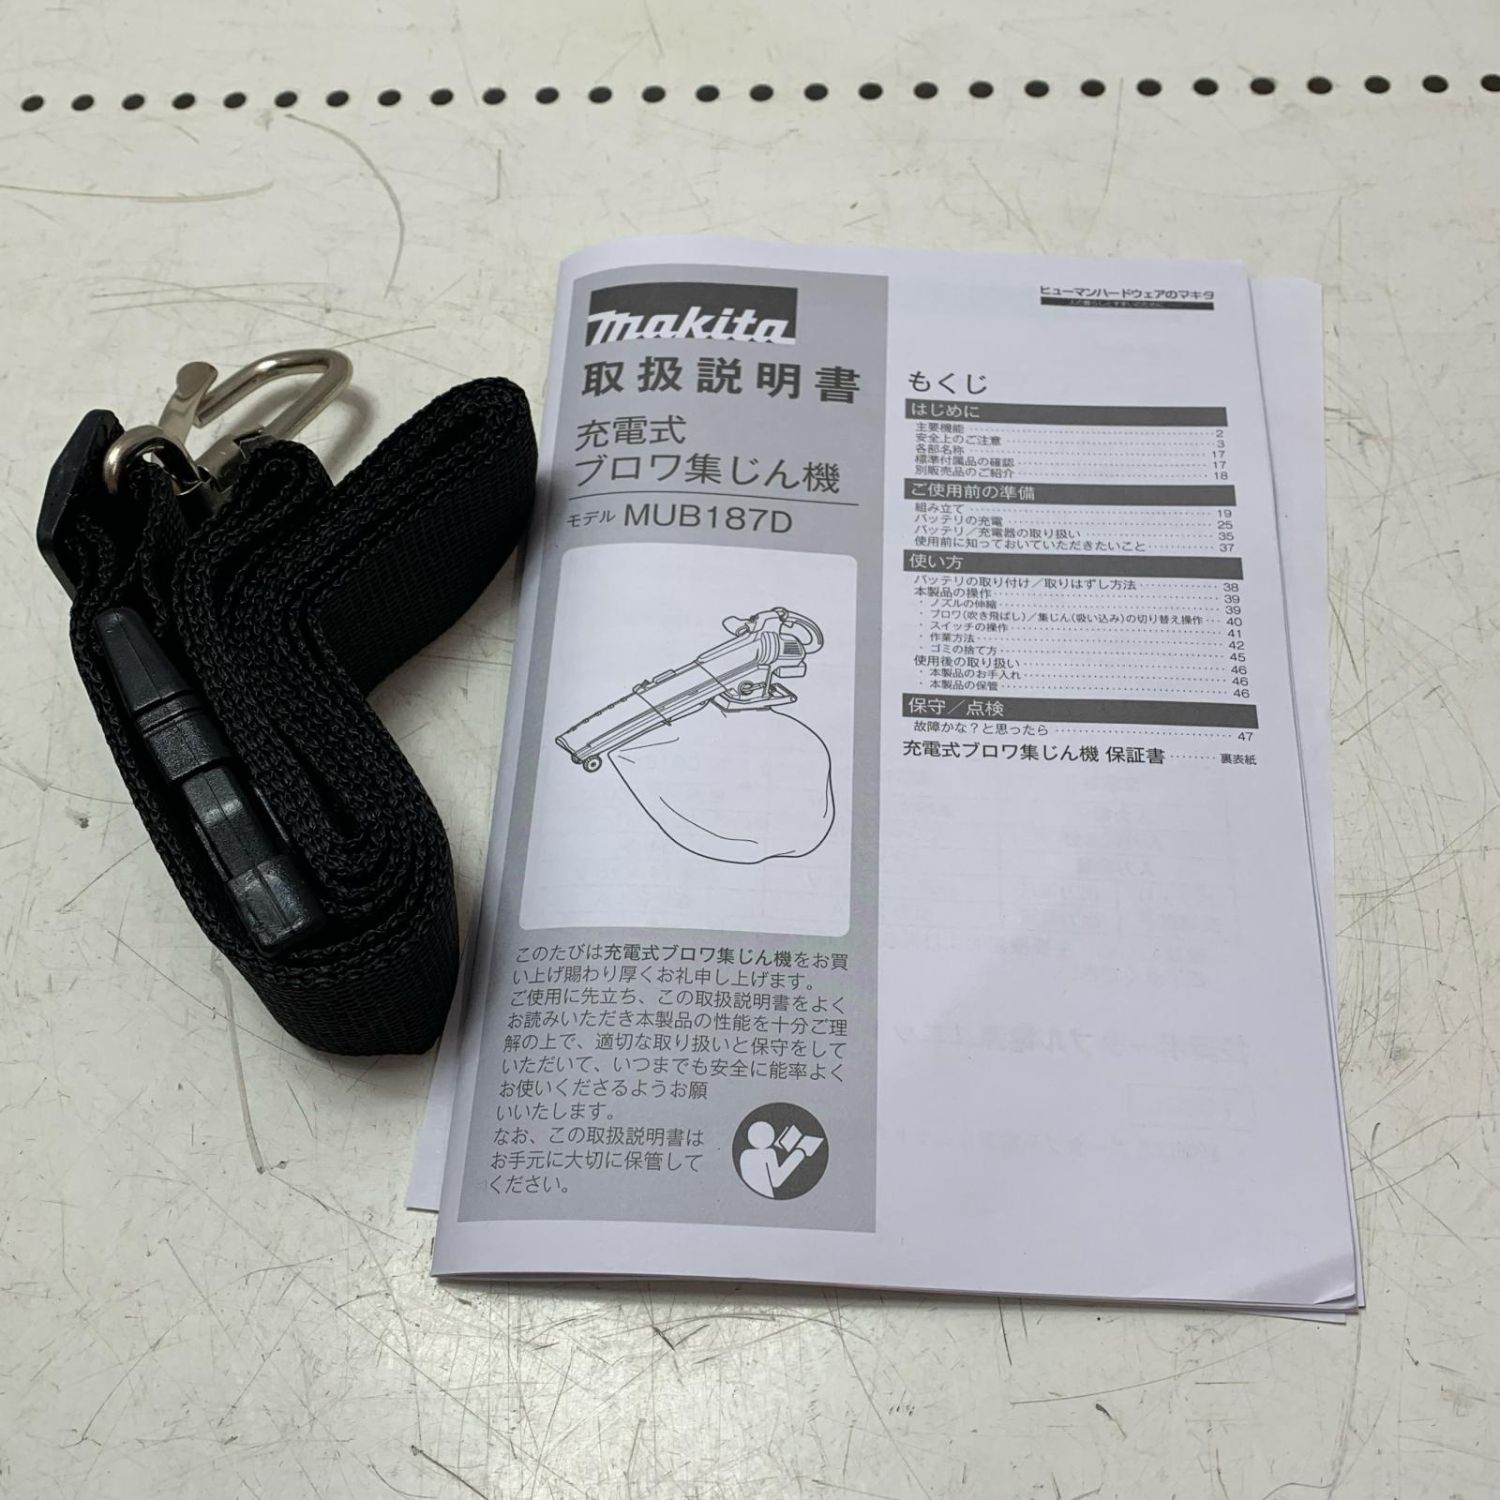 makita
取扱説明書
充電式
ブロワ集じん機
モデル MUB187D
このたびは充電式ブロワ集じん機をお買
い上げ賜わり厚くお礼申し上げます。
ご使用に先立ち、この取扱説明書をよく
お読みいただき本製品の性能を十分ご理
解の上で、適切な取り扱いと保守をして
いただいて、いつまでも安全に能率よく
お使いくださるようお願
いいたします。
なお、この取扱説明書は
お手元に大切に保管して
ください。
ヒューマンハードウェアのマキタ
もくじ
はじめに
主要機能 2
安全上のご注意 3
各部名称 17
標準付属品の確認 17
別販売品のご紹介 18
ご使用前の準備
組み立て 19
バッテリの充電 25
バッテリ／充電器の取り扱い 35
使用前に知っておいていただきたいこと 37
使い方
バッテリの取り付け／取りはずし方法 38
本製品の操作 39
・ノズルの伸縮 39
・ブロワ(吹き飛ばし)／集じん(吸い込み)の切り替え操作 40
・スイッチの操作 41
・作業方法 42
・ゴミの捨て方 45
使用後の取り扱い 46
・本製品のお手入れ 46
・本製品の保管 46
保守／点検
故障かな？と思ったら 47
充電式ブロワ集じん機 保証書 裏表紙